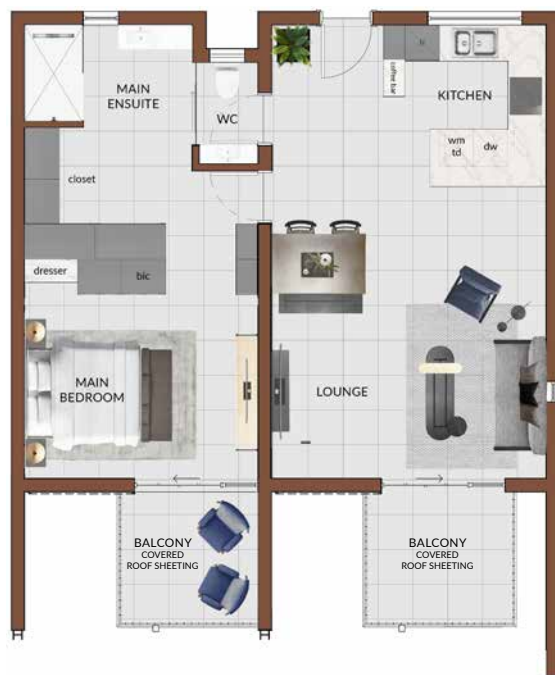 MAIN
ENSUITE
WC
coffee bar
KITCHEN
wm
td
dw
closet
dresser
bic
MAIN
BEDROOM
LOUNGE
BALCONY
COVERED
ROOF SHEETING
BALCONY
COVERED
ROOF SHEETING